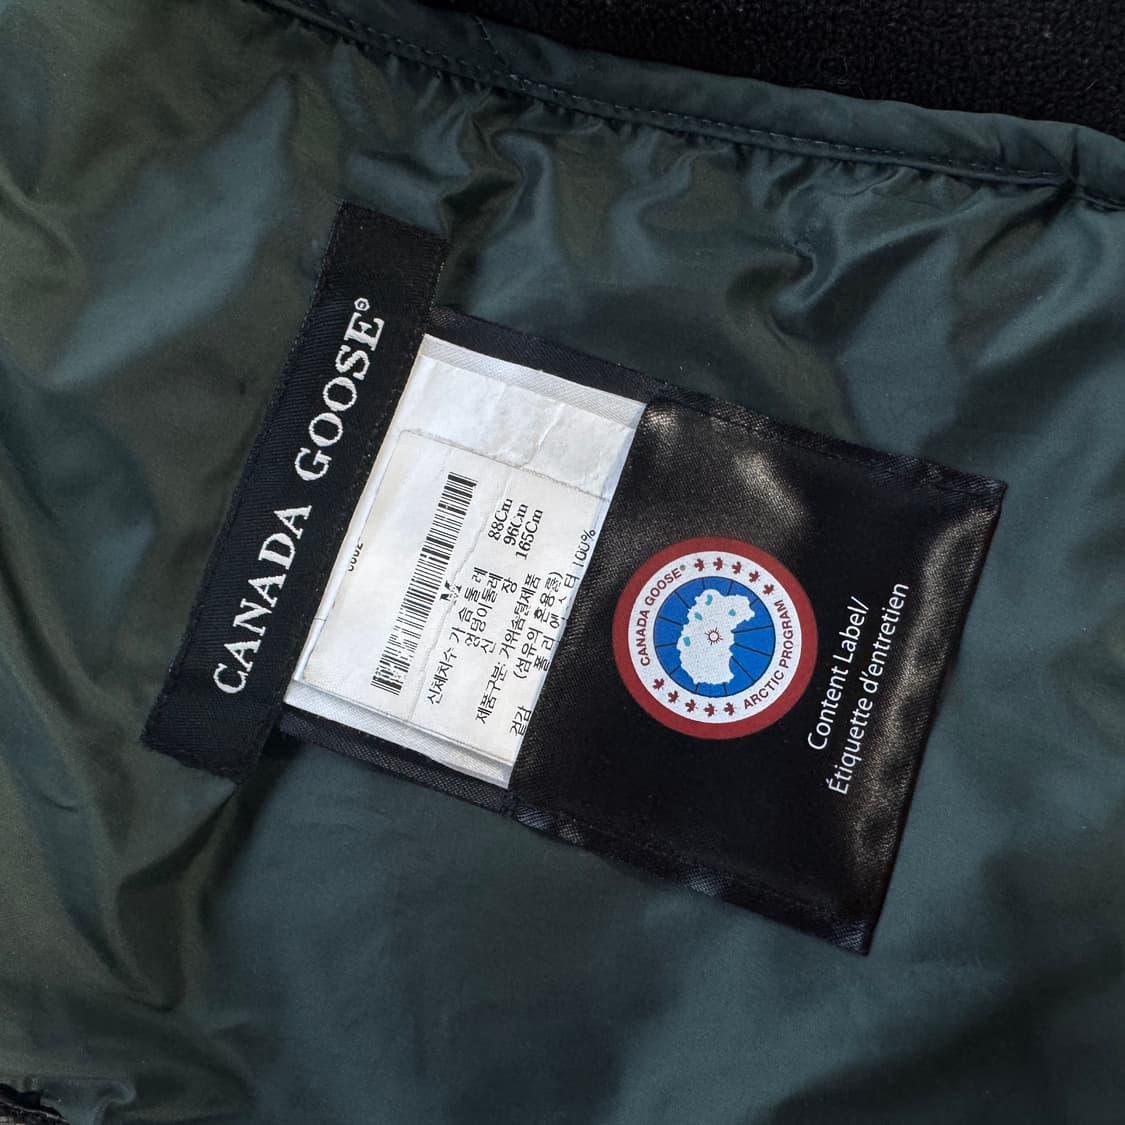 CANADA GOOSE®
M
신체치수 : 가 슴 둘 레 88Cm
엉덩이둘레 96Cm
신 장 165Cm
제품구분: 거위솜털제품
(섬유의 혼용률)
겉감 폴 리 에 스 터 100%
CANADA GOOSE®
ARCTIC PROGRAM
Content Label/
Étiquette d'entretien